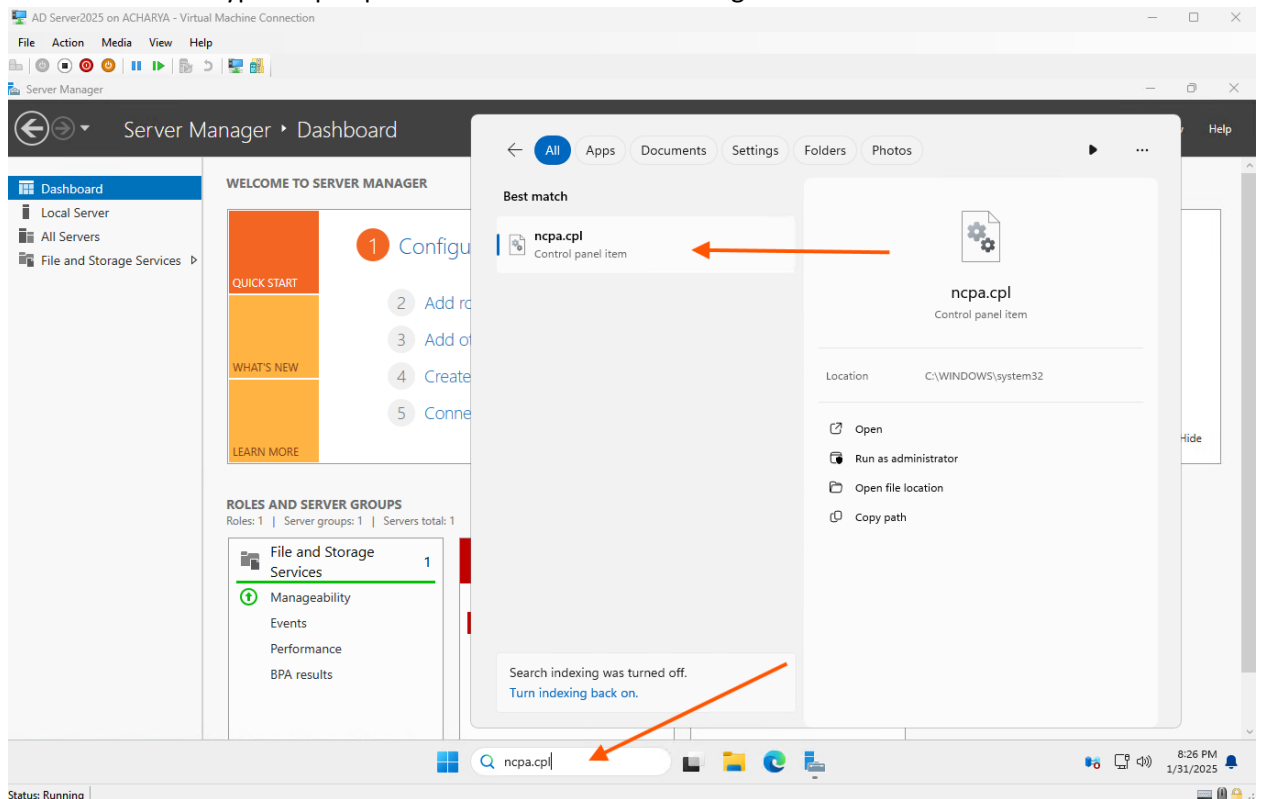 AD Server2025 on ACHARYA - Virtual Machine Connection
File Action Media View Help
Server Manager
Server Manager • Dashboard
Help
Dashboard
Local Server
All Servers
File and Storage Services
WELCOME TO SERVER MANAGER
QUICK START
WHAT'S NEW
LEARN MORE
1 Configu
2 Add ro
3 Add ot
4 Create
5 Conne
Hide
ROLES AND SERVER GROUPS
Roles: 1 | Server groups: 1 | Servers total: 1
File and Storage
Services
1
Manageability
Events
Performance
BPA results
All Apps Documents Settings Folders Photos
Best match
ncpa.cpl
Control panel item
ncpa.cpl
Control panel item
Location C:\WINDOWS\system32
Open
Run as administrator
Open file location
Copy path
Search indexing was turned off.
Turn indexing back on.
ncpa.cpl
8:26 PM
1/31/2025
Status: Running